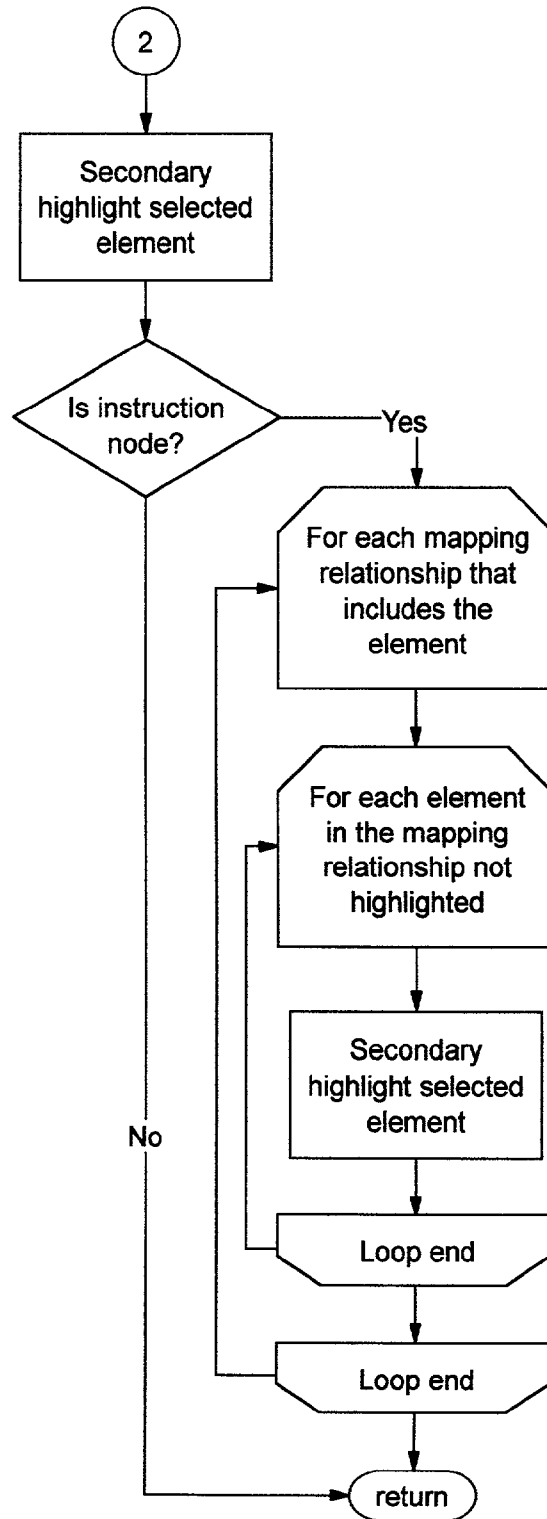 2
Secondary
highlight selected
element
Is instruction
node?
Yes
For each mapping
relationship that
includes the
element
For each element
in the mapping
relationship not
highlighted
Secondary
highlight selected
element
No
Loop end
Loop end
return